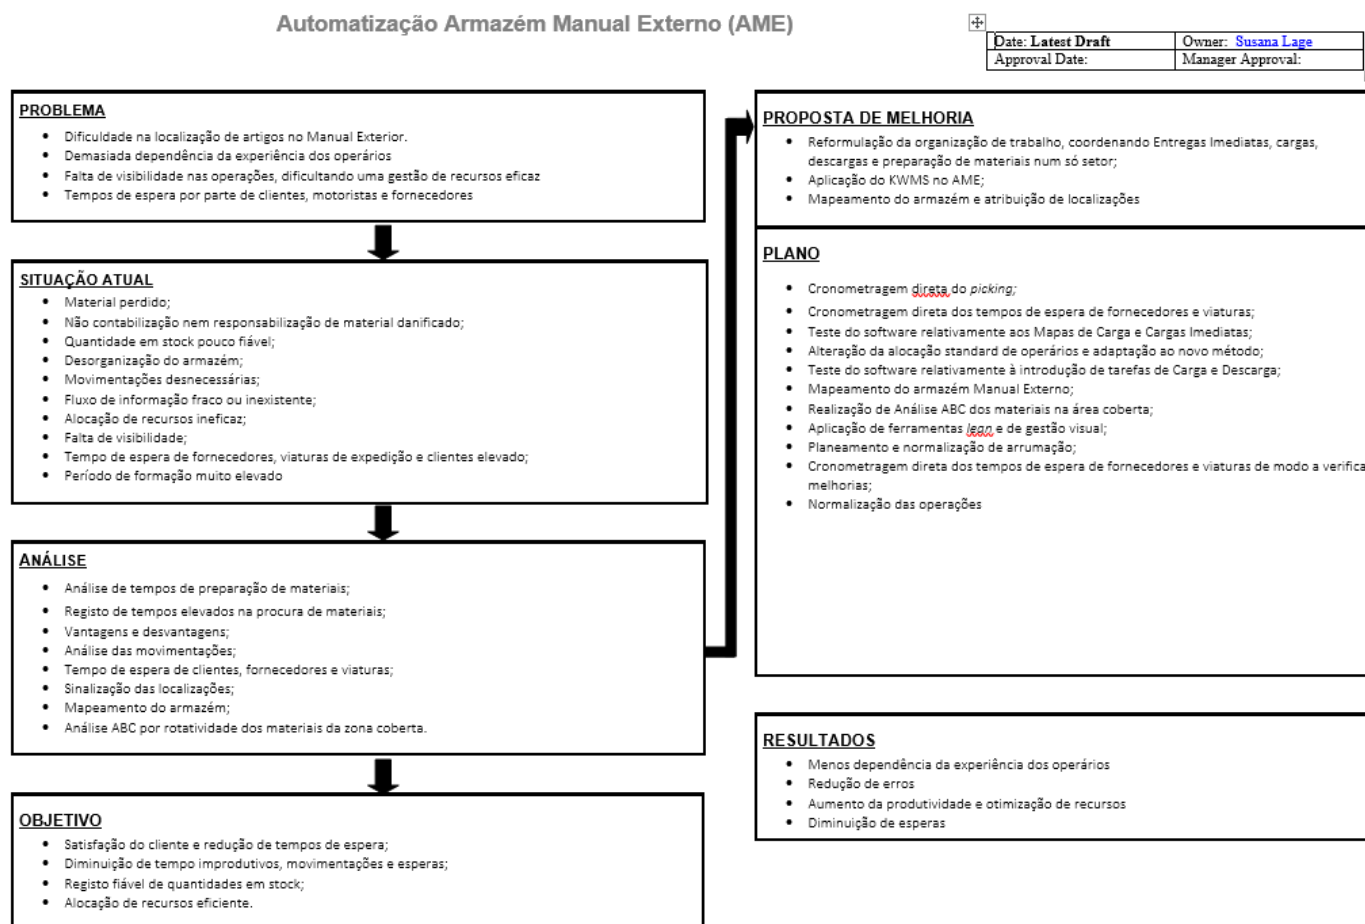 Automatização Armazém Manual Externo (AME)
Date: Latest Draft
Owner: Susana Lage
Approval Date:
Manager Approval:
PROBLEMA
• Dificuldade na localização de artigos no Manual Exterior.
• Demasiada dependência da experiência dos operários
• Falta de visibilidade nas operações, dificultando uma gestão de recursos eficaz
• Tempos de espera por parte de clientes, motoristas e fornecedores
SITUAÇÃO ATUAL
• Material perdido;
• Não contabilização nem responsabilização de material danificado;
• Quantidade em stock pouco fiável;
• Desorganização do armazém;
• Movimentações desnecessárias;
• Fluxo de informação fraco ou inexistente;
• Alocação de recursos ineficaz;
• Falta de visibilidade;
• Tempo de espera de fornecedores, viaturas de expedição e clientes elevado;
• Período de formação muito elevado
ANÁLISE
• Análise de tempos de preparação de materiais;
• Registo de tempos elevados na procura de materiais;
• Vantagens e desvantagens;
• Análise das movimentações;
• Tempo de espera de clientes, fornecedores e viaturas;
• Sinalização das localizações;
• Mapeamento do armazém;
• Análise ABC por rotatividade dos materiais da zona coberta.
OBJETIVO
• Satisfação do cliente e redução de tempos de espera;
• Diminuição de tempo improdutivos, movimentações e esperas;
• Registo fiável de quantidades em stock;
• Alocação de recursos eficiente.
PROPOSTA DE MELHORIA
• Reformulação da organização de trabalho, coordenando Entregas Imediatas, cargas,
descargas e preparação de materiais num só setor;
• Aplicação do KWMS no AME;
• Mapeamento do armazém e atribuição de localizações
PLANO
• Cronometragem direta do picking;
• Cronometragem direta dos tempos de espera de fornecedores e viaturas;
• Teste do software relativamente aos Mapas de Carga e Cargas Imediatas;
• Alteração da alocação standard de operários e adaptação ao novo método;
• Teste do software relativamente à introdução de tarefas de Carga e Descarga;
• Mapeamento do armazém Manual Externo;
• Realização de Análise ABC dos materiais na área coberta;
• Aplicação de ferramentas lean e de gestão visual;
• Planeamento e normalização de arrumação;
• Cronometragem direta dos tempos de espera de fornecedores e viaturas de modo a verifica
melhorias;
• Normalização das operações
RESULTADOS
• Menos dependência da experiência dos operários
• Redução de erros
• Aumento da produtividade e otimização de recursos
• Diminuição de esperas